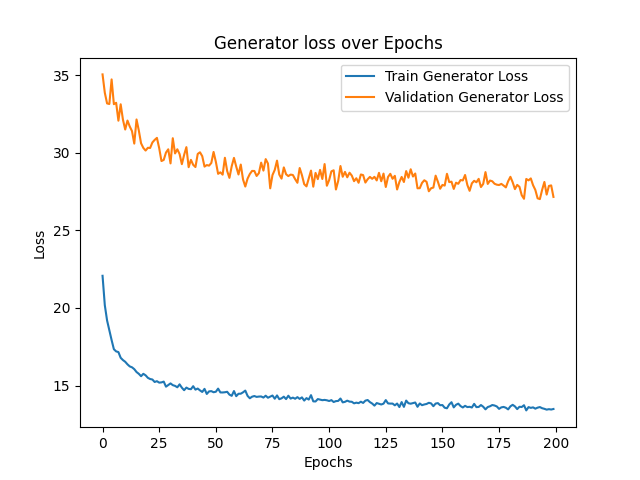 Generator loss over Epochs
Train Generator Loss
Validation Generator Loss
Loss
35
30
25
20
15
0 25 50 75 100 125 150 175 200
Epochs